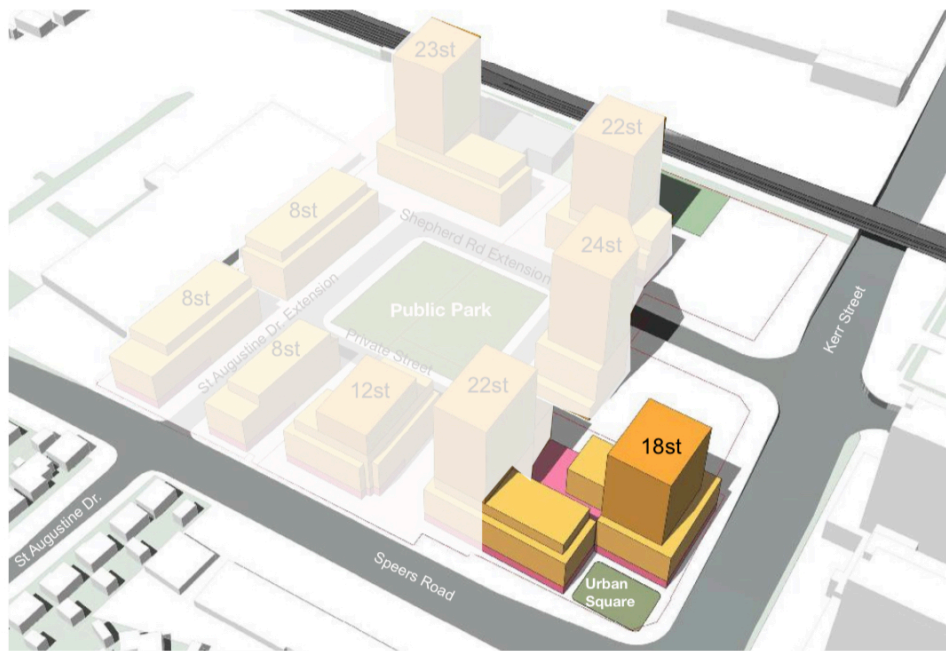 23st
22st
8st
Shepherd Rd Extension
24st
8st
Public Park
St Augustine Dr. Extension
Kerr Street
8st
Private Street
12st
22st
18st
St Augustine Dr.
Speers Road
Urban
Square